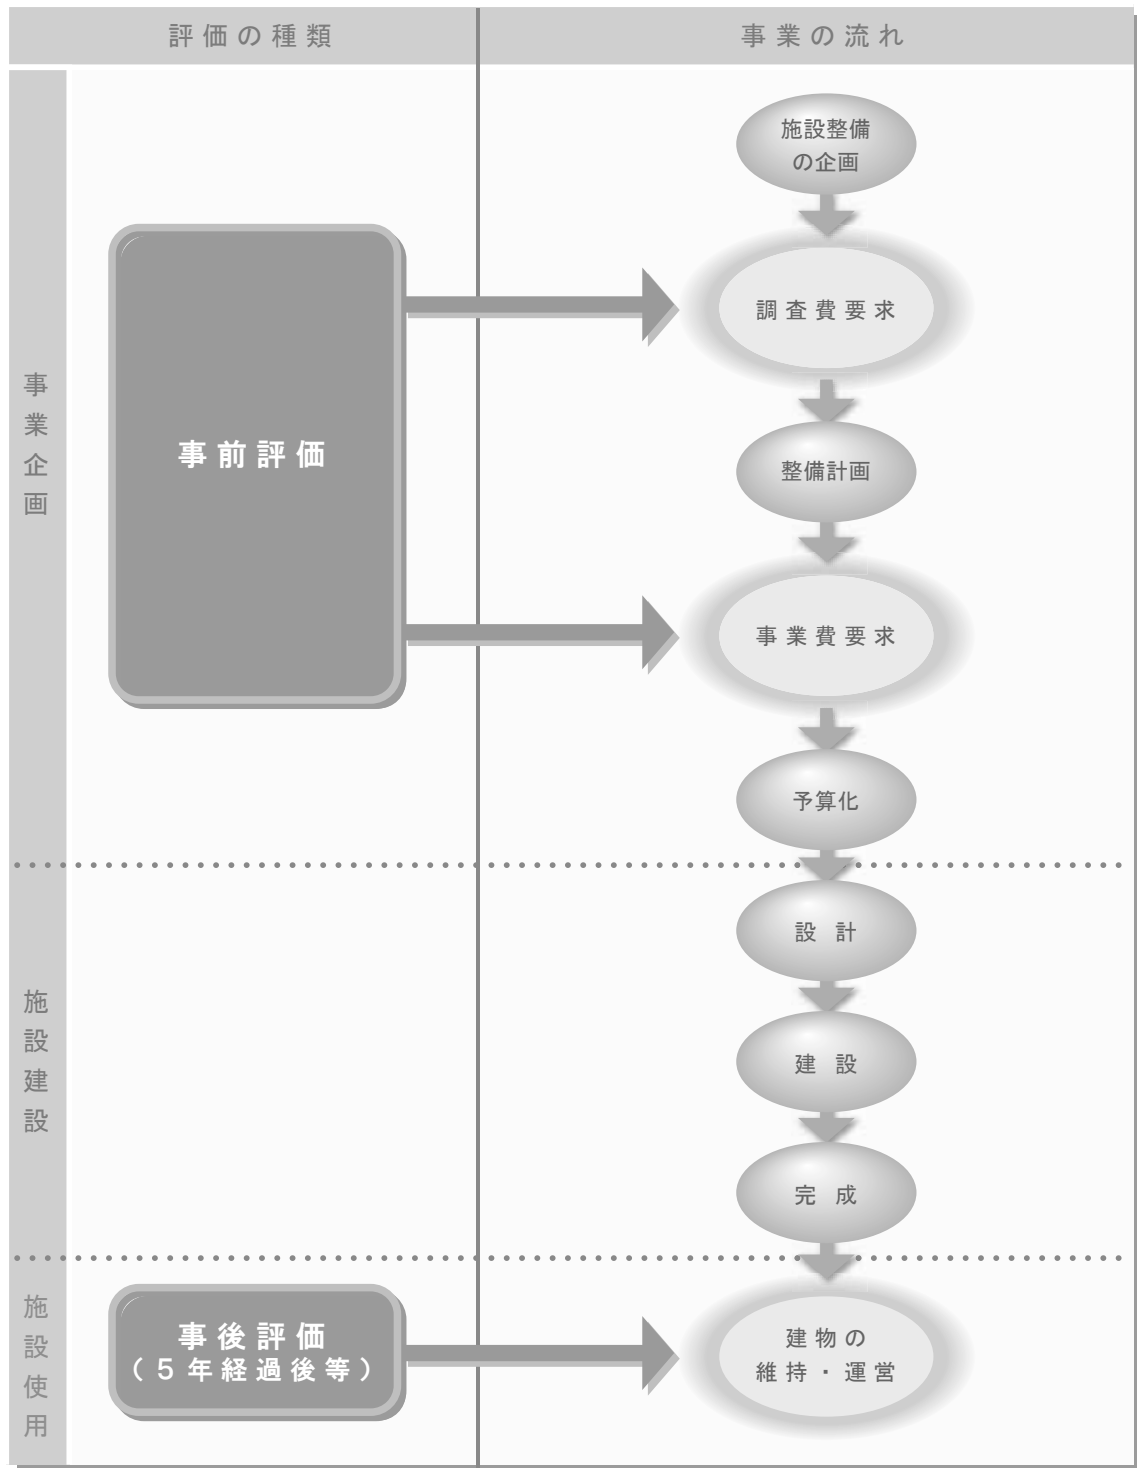 評価の種類
事業の流れ
事業企画
事前評価
施設整備
の企画
調査費要求
整備計画
事業費要求
予算化
施設建設
設計
建設
完成
施設使用
事後評価
（5年経過後等）
建物の
維持・運営